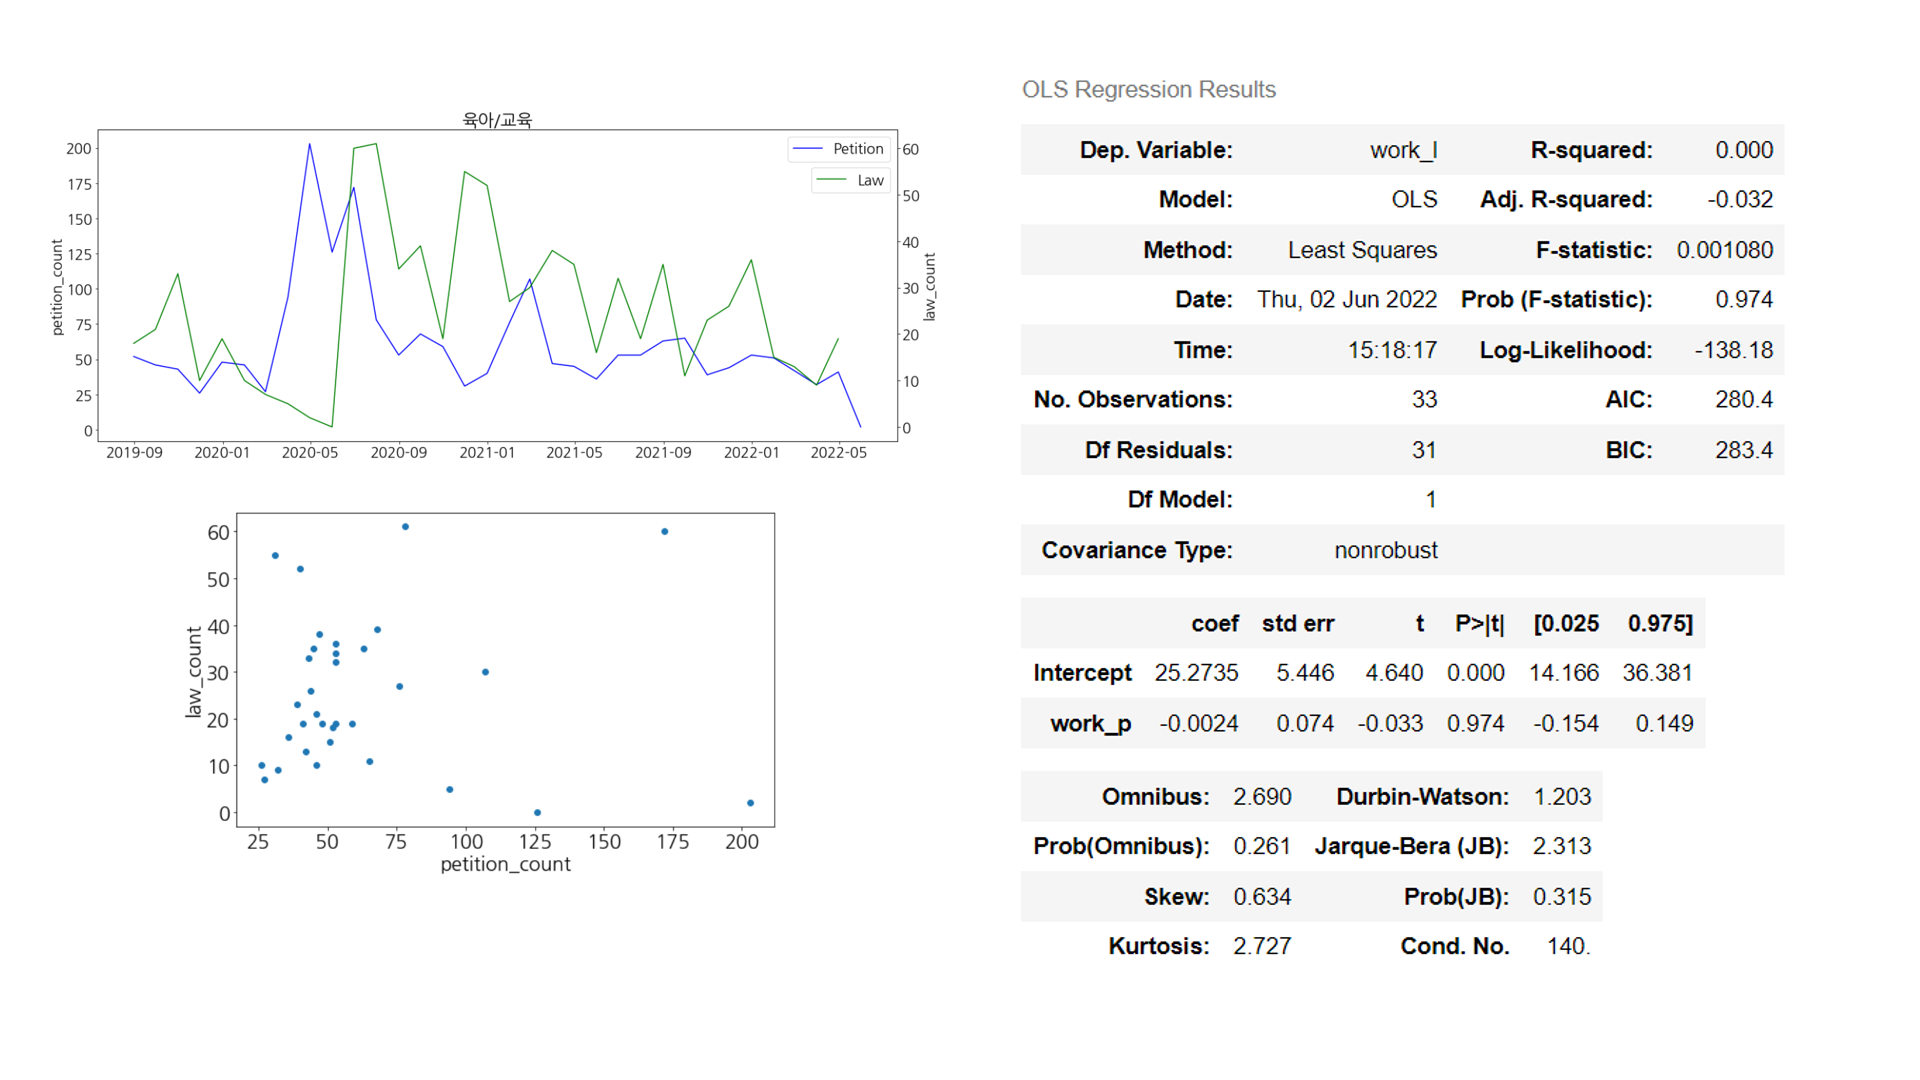 육아/교육
200
175
150
125
100
75
50
25
0
petition_count
Petition
Law
60
50
40
30
20
10
0
law_count
2019-09 2020-01 2020-05 2020-09 2021-01 2021-05 2021-09 2022-01 2022-05
60
50
40
30
20
10
0
law_count
25 50 75 100 125 150 175 200
petition_count
OLS Regression Results
Dep. Variable: work_l R-squared: 0.000
Model: OLS Adj. R-squared: -0.032
Method: Least Squares F-statistic: 0.001080
Date: Thu, 02 Jun 2022 Prob (F-statistic): 0.974
Time: 15:18:17 Log-Likelihood: -138.18
No. Observations: 33 AIC: 280.4
Df Residuals: 31 BIC: 283.4
Df Model: 1
Covariance Type: nonrobust
coef std err t P>|t| [0.025 0.975]
Intercept 25.2735 5.446 4.640 0.000 14.166 36.381
work_p -0.0024 0.074 -0.033 0.974 -0.154 0.149
Omnibus: 2.690 Durbin-Watson: 1.203
Prob(Omnibus): 0.261 Jarque-Bera (JB): 2.313
Skew: 0.634 Prob(JB): 0.315
Kurtosis: 2.727 Cond. No. 140.